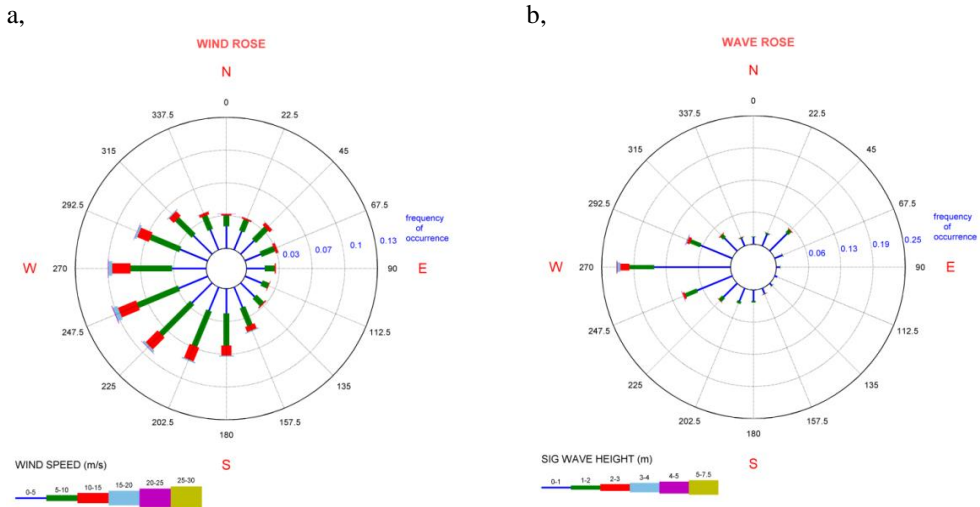 a,
WIND ROSE
N
0
22.5
45
67.5
90
E
112.5
135
157.5
180
S
202.5
225
247.5
270
W
292.5
315
337.5
0.03
0.07
0.1
0.13
frequency
of
occurrence
WIND SPEED (m/s)
0-5
5-10
10-15
15-20
20-25
25-30
b,
WAVE ROSE
N
0
22.5
45
67.5
90
E
112.5
135
157.5
180
S
202.5
225
247.5
270
W
292.5
315
337.5
0.06
0.13
0.19
0.25
frequency
of
occurrence
SIG WAVE HEIGHT (m)
0-1
1-2
2-3
3-4
4-5
5-7.5